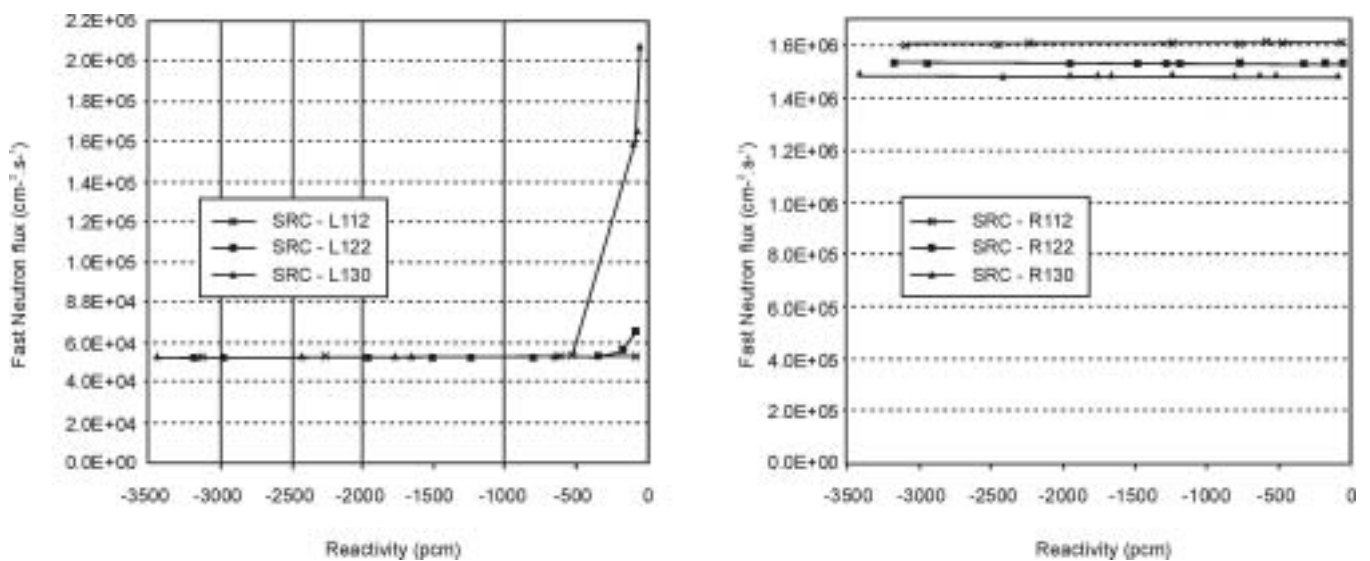 2.2E+05
2.0E+05
1.8E+05
1.6E+05
1.4E+05
1.2E+05
1.0E+05
8.0E+04
6.0E+04
4.0E+04
2.0E+04
0.0E+00
Fast Neutron flux (cm-².s-¹)
SRC - L112
SRC - L122
SRC - L130
-3500 -3000 -2500 -2000 -1500 -1000 -500 0
Reactivity (pcm)
1.6E+06
1.4E+06
1.2E+06
1.0E+06
8.0E+05
6.0E+05
4.0E+05
2.0E+05
0.0E+00
Fast Neutron flux (cm-².s-¹)
SRC - R112
SRC - R122
SRC - R130
-3500 -3000 -2500 -2000 -1500 -1000 -500 0
Reactivity (pcm)